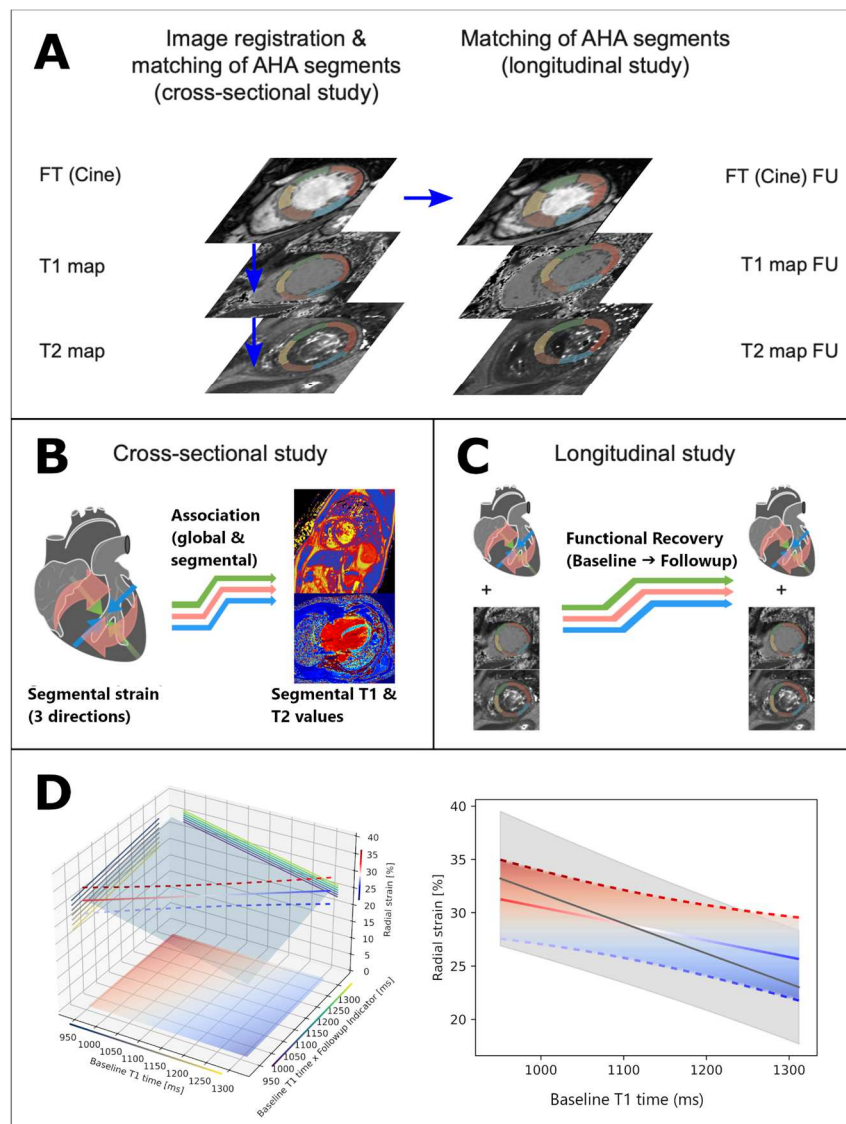 A
Image registration &
matching of AHA segments
(cross-sectional study)
Matching of AHA segments
(longitudinal study)
FT (Cine)
FT (Cine) FU
T1 map
T1 map FU
T2 map
T2 map FU
B
Cross-sectional study
Association
(global &
segmental)
Segmental strain
(3 directions)
Segmental T1 &
T2 values
C
Longitudinal study
Functional Recovery
(Baseline → Followup)
+
+
D
40
35
30
25
20
15
10
5
0
Radial strain [%]
950
1000
1050
1100
1150
1200
1250
1300
Baseline T1 time [ms]
950
1000
1050
1100
1150
1200
1250
1300
Baseline T1 time x Followup Indicator [ms]
40
35
30
25
20
Radial strain [%]
1000 1100 1200 1300
Baseline T1 time (ms)